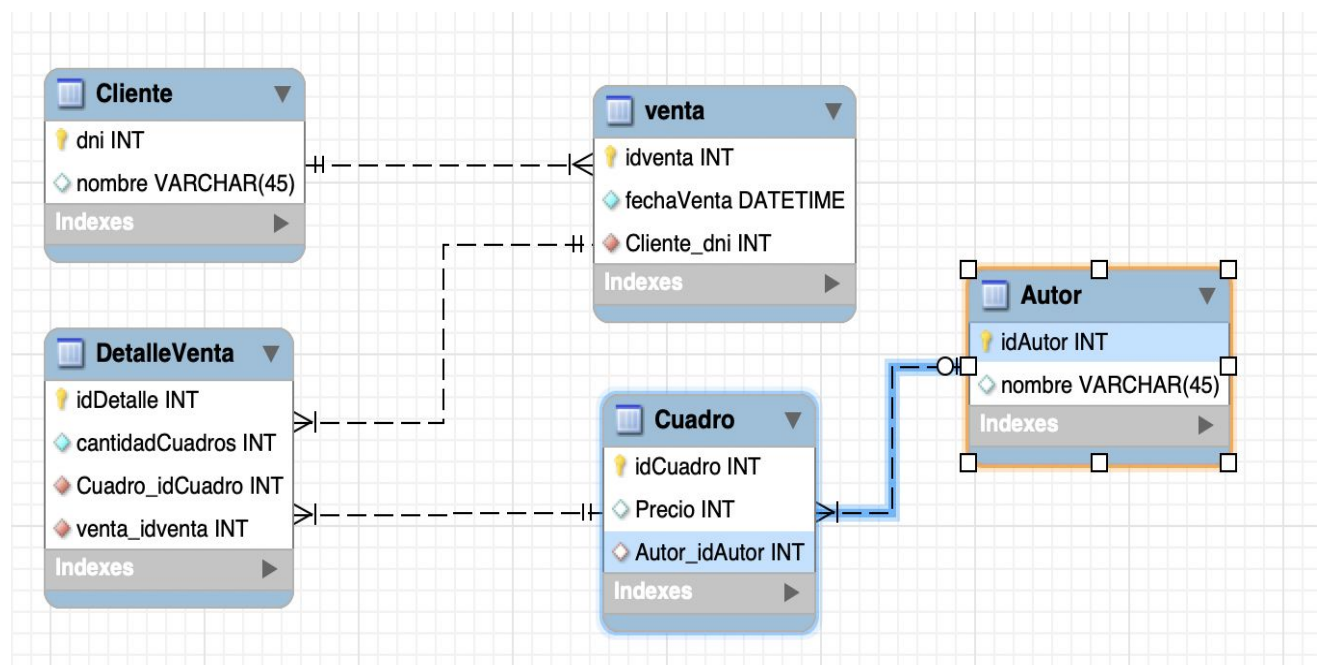 Cliente
dni INT
nombre VARCHAR(45)
Indexes
venta
idventa INT
fechaVenta DATETIME
Cliente_dni INT
Indexes
DetalleVenta
idDetalle INT
cantidadCuadros INT
Cuadro_idCuadro INT
venta_idventa INT
Indexes
Cuadro
idCuadro INT
Precio INT
Autor_idAutor INT
Indexes
Autor
idAutor INT
nombre VARCHAR(45)
Indexes